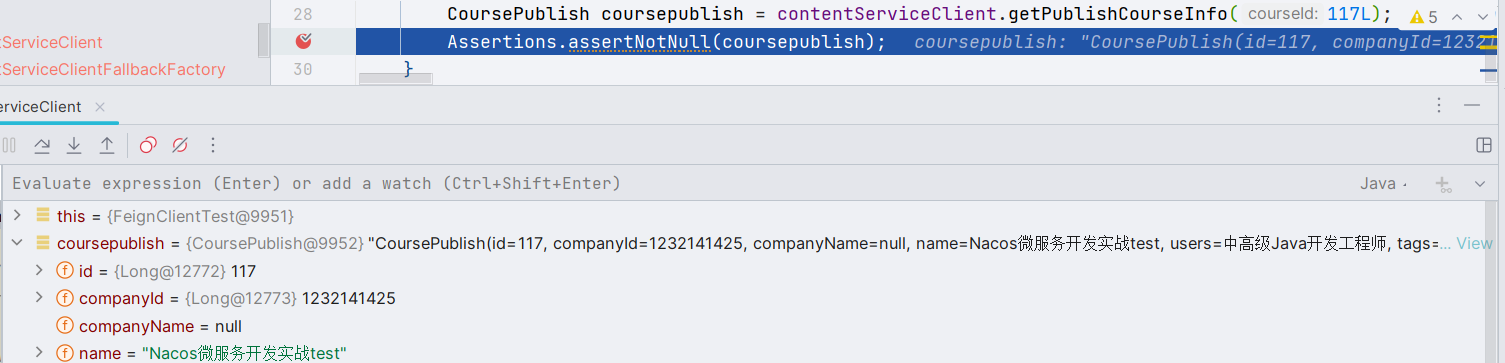 28 CoursePublish coursepublish = contentServiceClient.getPublishCourseInfo( courseId: 117L); 5
tServiceClient Assertions.assertNotNull(coursepublish); coursepublish: "CoursePublish(id=117, companyId=12321
tServiceClientFallbackFactory 30 }
erviceClient
Evaluate expression (Enter) or add a watch (Ctrl+Shift+Enter) Java
this = {FeignClientTest@9951}
coursepublish = {CoursePublish@9952} "CoursePublish(id=117, companyId=1232141425, companyName=null, name=Nacos微服务开发实战test, users=中高级Java开发工程师, tags=... View
id = {Long@12772} 117
companyId = {Long@12773} 1232141425
companyName = null
name = "Nacos微服务开发实战test"